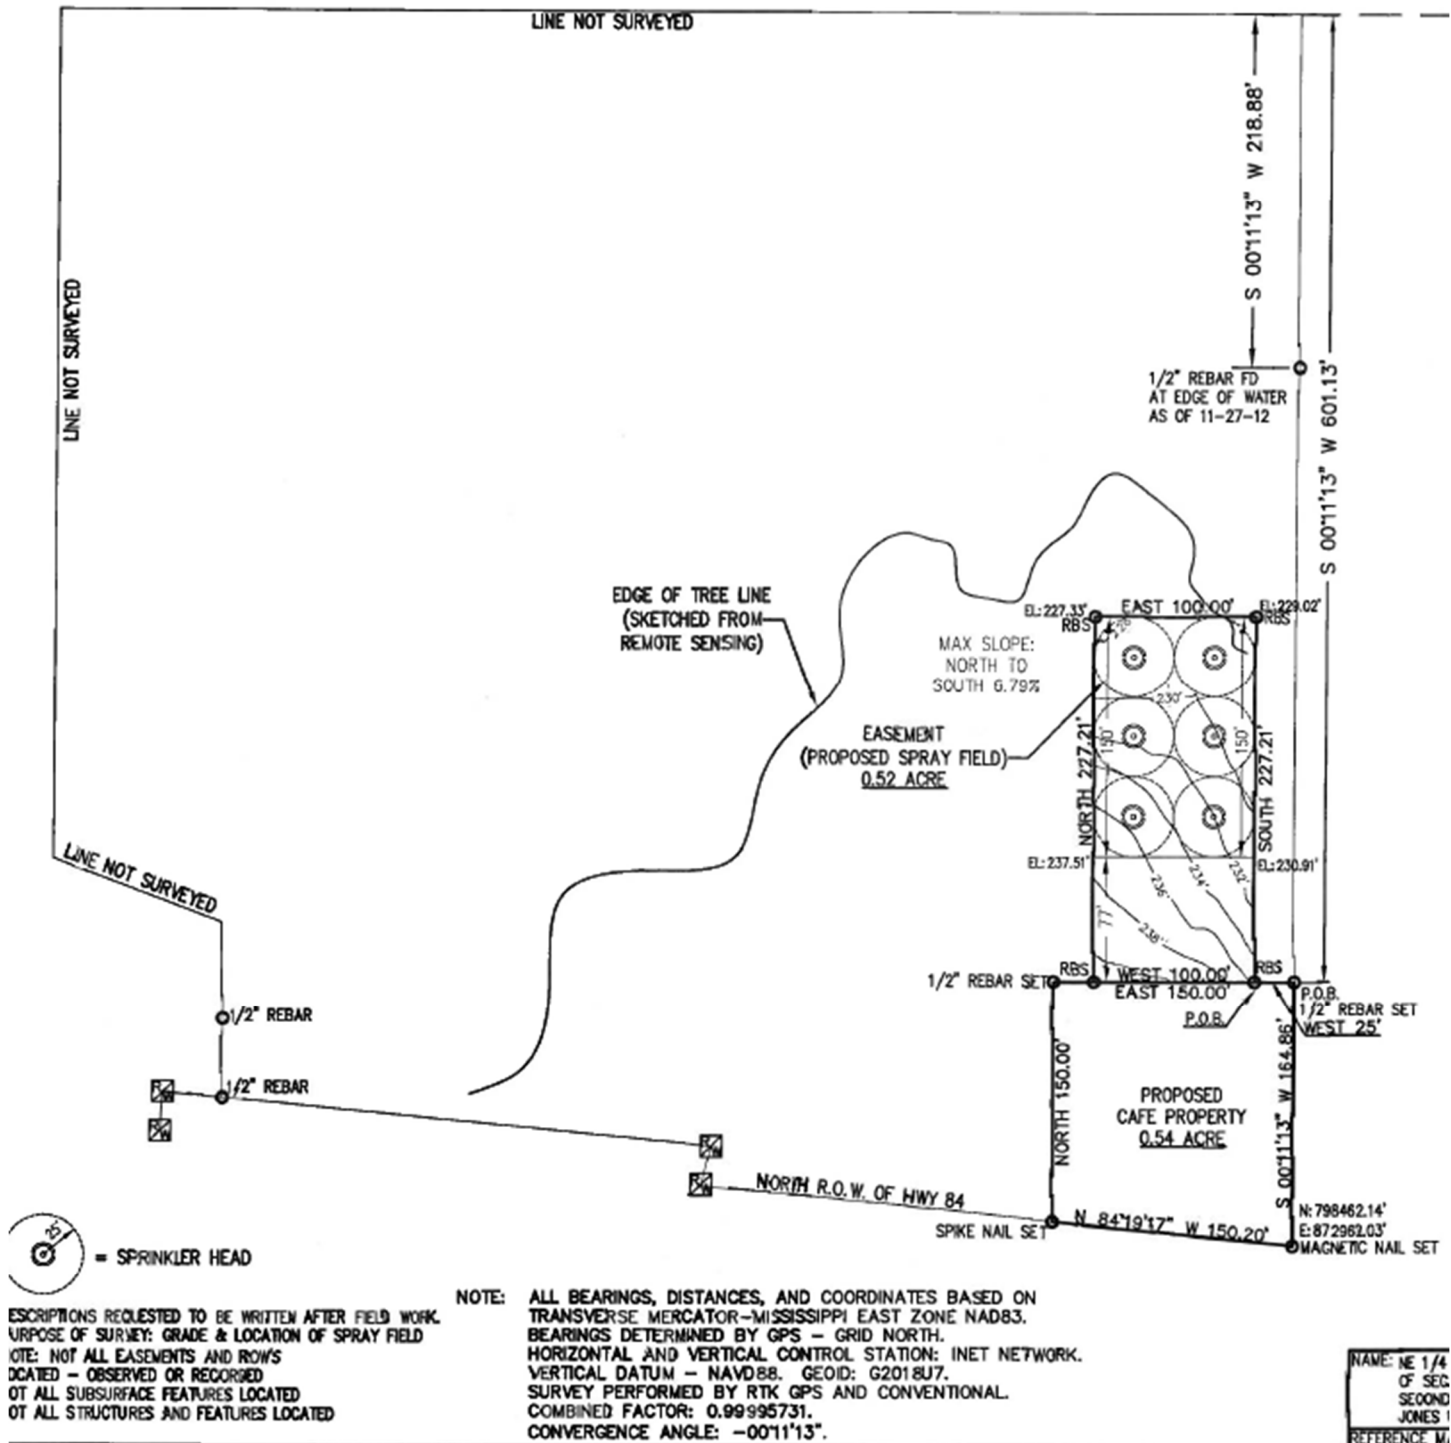 LINE NOT SURVEYED
S 00°11'13" W 218.88'
LINE NOT SURVEYED
1/2" REBAR FD
AT EDGE OF WATER
AS OF 11-27-12
S 00°11'13" W 601.13'
EDGE OF TREE LINE
(SKETCHED FROM
REMOTE SENSING)
EL:227.33'
EAST 100.00'
EL:229.02'
RBS
RBS
228'
MAX SLOPE:
NORTH TO
SOUTH 6.79%
230'
EASEMENT
(PROPOSED SPRAY FIELD)
0.52 ACRE
NORTH 227.21'
150'
150'
SOUTH 227.21'
EL:237.51'
EL:230.91'
236'
234'
232'
238'
77'
LINE NOT SURVEYED
1/2" REBAR SET
RBS
WEST 100.00'
RBS
EAST 150.00'
P.O.B.
1/2" REBAR SET
P.O.B.
WEST 25'
1/2" REBAR
1/2" REBAR
R/W
R/W
R/W
R/W
NORTH 150.00'
PROPOSED
CAFE PROPERTY
0.54 ACRE
S 00°11'13" W 164.86'
NORTH R.O.W. OF HWY 84
N 84°19'17" W 150.20'
SPIKE NAIL SET
N:798462.14'
E:872962.03'
MAGNETIC NAIL SET
25'
= SPRINKLER HEAD
ESCRIPTIONS REQUESTED TO BE WRITTEN AFTER FIELD WORK.
URPOSE OF SURVEY: GRADE & LOCATION OF SPRAY FIELD
OTE: NOT ALL EASEMENTS AND ROWS
OCATED - OBSERVED OR RECORDED
OT ALL SUBSURFACE FEATURES LOCATED
OT ALL STRUCTURES AND FEATURES LOCATED
NOTE: ALL BEARINGS, DISTANCES, AND COORDINATES BASED ON
TRANSVERSE MERCATOR-MISSISSIPPI EAST ZONE NAD83.
BEARINGS DETERMINED BY GPS - GRID NORTH.
HORIZONTAL AND VERTICAL CONTROL STATION: INET NETWORK.
VERTICAL DATUM - NAVD88. GEOID: G2018U7.
SURVEY PERFORMED BY RTK GPS AND CONVENTIONAL.
COMBINED FACTOR: 0.99995731.
CONVERGENCE ANGLE: -00°11'13".
NAME: NE 1/4
OF SEC.
SECOND
JONES
REFERENCE MA